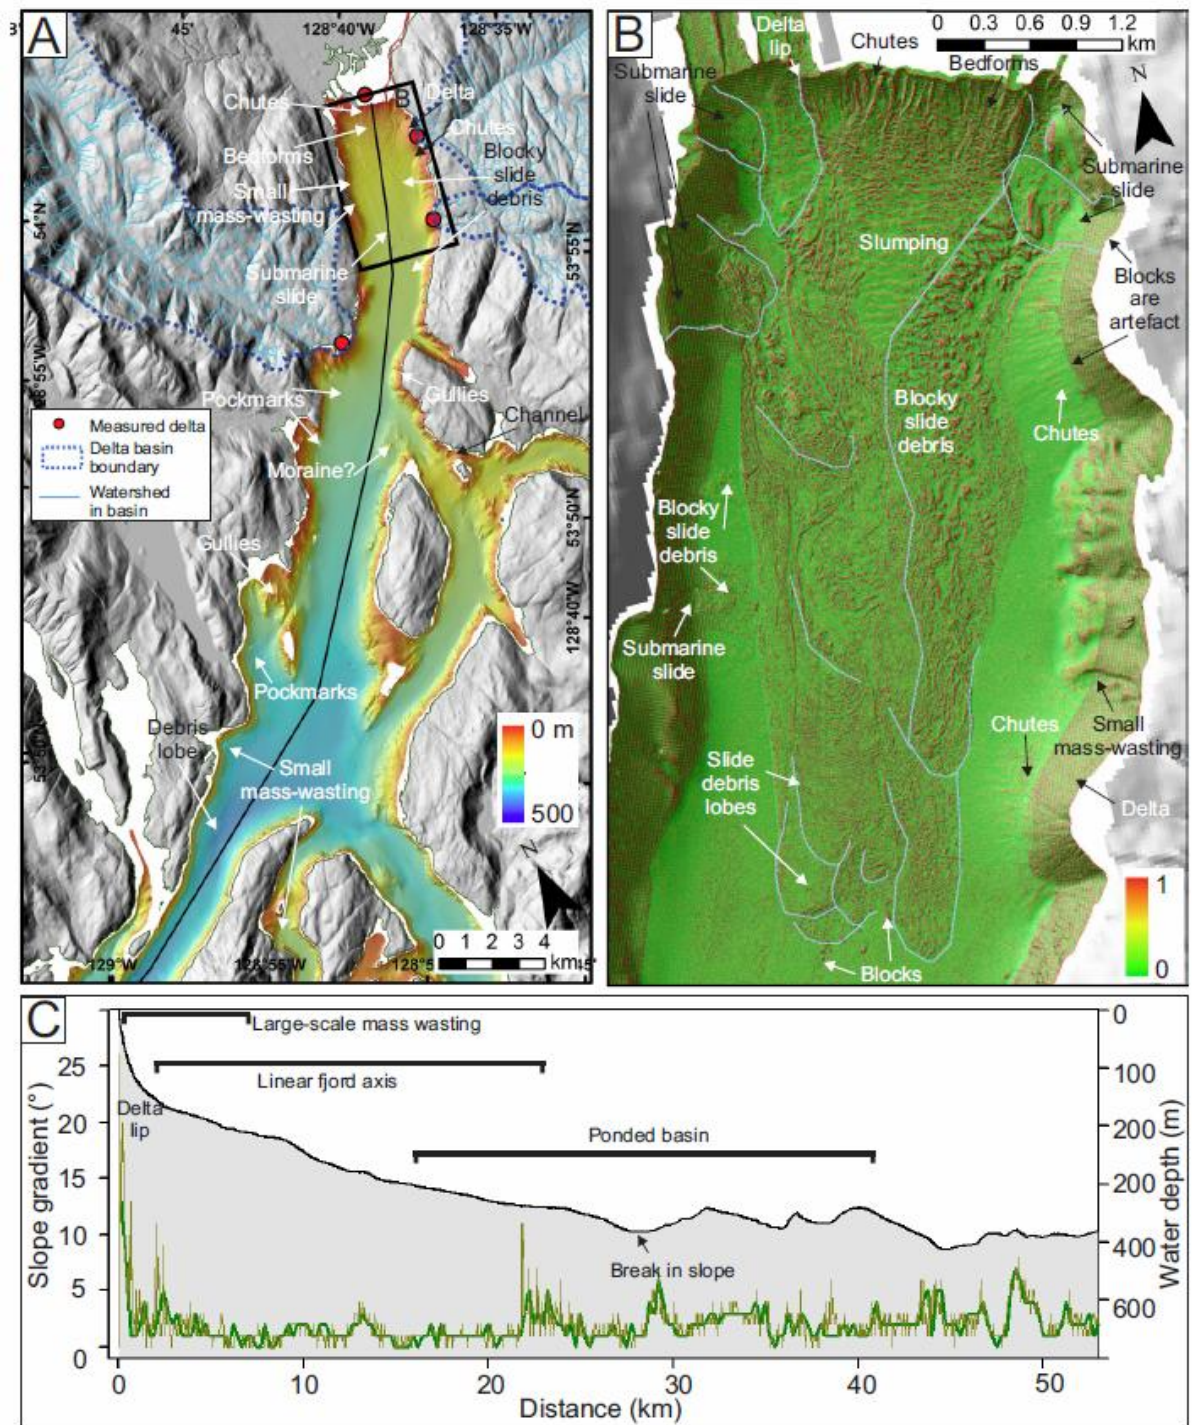 A
45'
128°40'W
128°35'W
B
Delta
Chutes
Chutes
Bedforms
Blocky
slide
debris
Small
mass-wasting
54°N
53°55'N
Submarine
slide
Pockmarks
Gullies
Channel
Moraine?
Measured delta
Delta basin
boundary
Watershed
in basin
53°50'N
Gullies
128°40'W
Pockmarks
Debris
lobe
Small
mass-wasting
0 m
500
N
0 1 2 3 4
km
129°W
128°55'W
B
Delta
lip
Chutes
0 0.3 0.6 0.9 1.2
km
Bedforms
N
Submarine
slide
Submarine
slide
Slumping
Blocks
are
artefact
Blocky
slide
debris
Chutes
Blocky
slide
debris
Submarine
slide
Chutes
Small
mass-wasting
Slide
debris
lobes
Delta
1
0
Blocks
C
Large-scale mass wasting
0
Linear fjord axis
25
100
Delta
lip
20
200
Ponded basin
15
200
10
400
Break in slope
5
600
0
Slope gradient (°)
Water depth (m)
0 10 20 30 40 50
Distance (km)